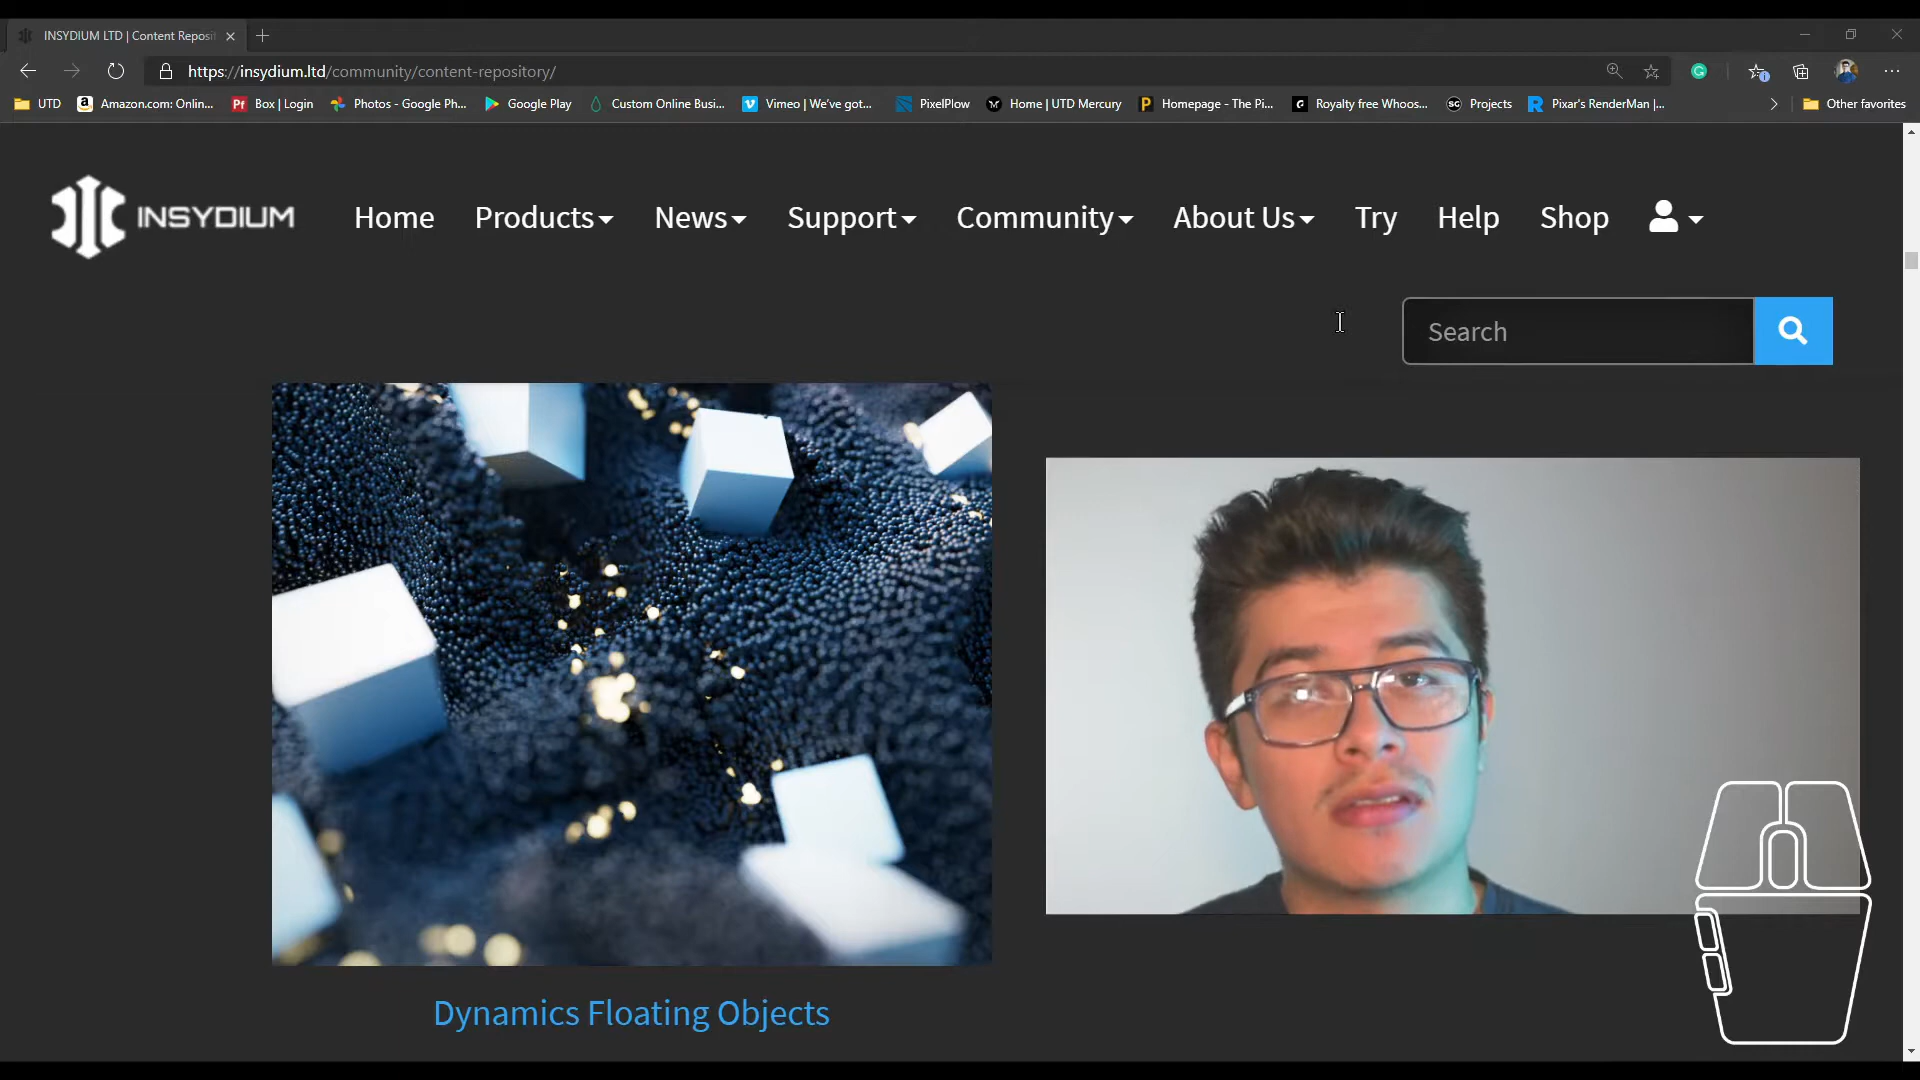 INSYDIUM LTD | Content Reposit
https://insydium.ltd/community/content-repository/
UTD Amazon.com: Onlin... Box | Login Photos - Google Ph... Google Play Custom Online Busi... Vimeo | We've got... PixelFlow Home | UTD Mercury Homepage - The Pi... Royalty free Whoos... Projects Pixar's RenderMan |... Other favorites
INSYDIUM Home Products News Support Community About Us Try Help Shop
Search
Dynamics Floating Objects